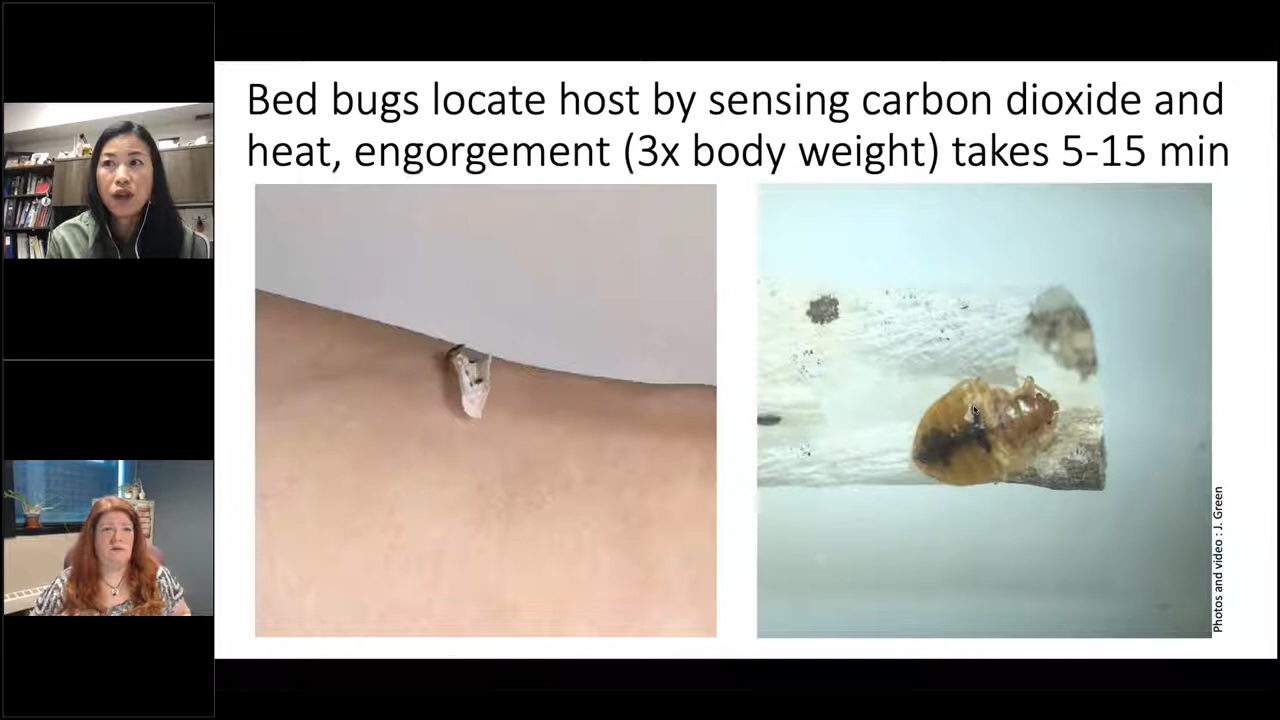 Bed bugs locate host by sensing carbon dioxide and
heat, engorgement (3x body weight) takes 5-15 min
Photos and video : J. Green